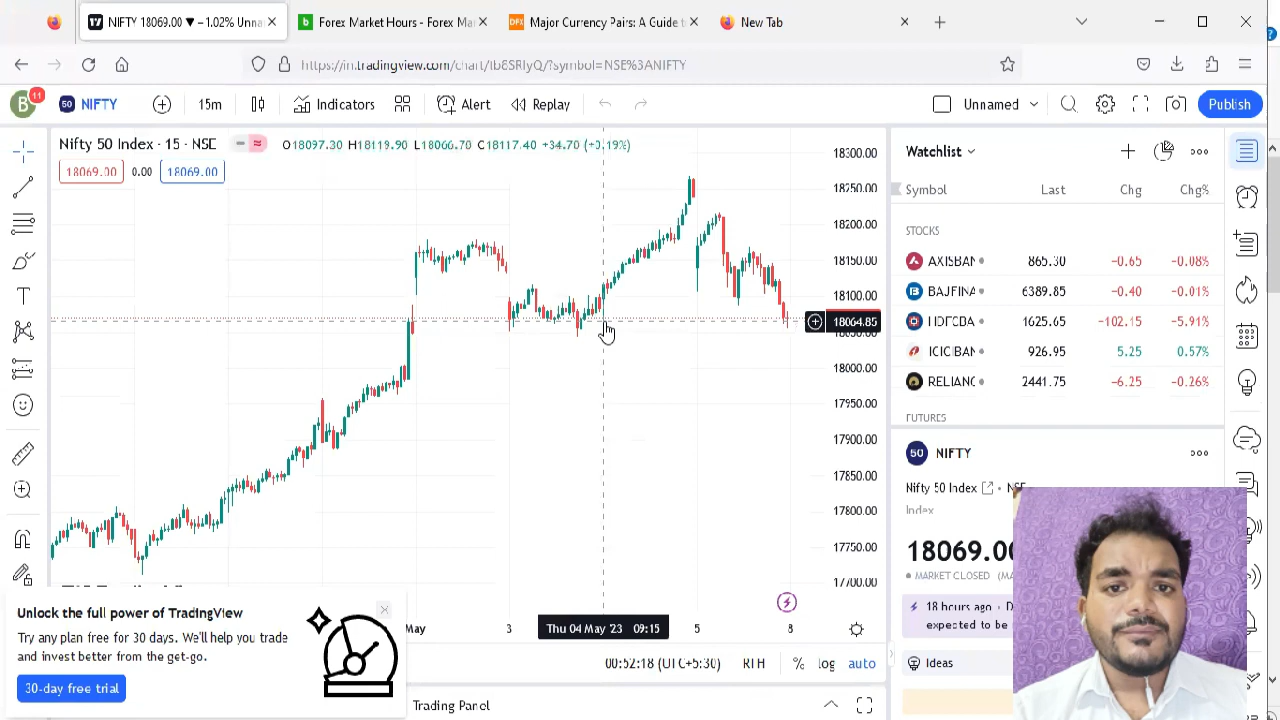 NIFTY 18069.00 ▼ −1.02% Unna
Forex Market Hours - Forex Ma
Major Currency Pairs: A Guide t
New Tab
https://in.tradingview.com/chart/tb8SRlyQ/?symbol=NSE%3ANIFTY
B 11
50 NIFTY
15m
Indicators
Alert
Replay
Unnamed
Publish
Nifty 50 Index · 15 · NSE
O18097.30 H18119.90 L18066.70 C18117.40 +34.70 (+0.19%)
18069.00 0.00 18069.00
18300.00
18250.00
18200.00
18150.00
18100.00
18064.85
18050.00
18000.00
17950.00
17900.00
17850.00
17800.00
17750.00
17700.00
May 3 Thu 04 May '23 09:15 5 8
00:52:18 (UTC+5:30) RTH % log auto
Trading Panel
Unlock the full power of TradingView
Try any plan free for 30 days. We'll help you trade
and invest better from the get-go.
30-day free trial
Watchlist
Symbol Last Chg Chg%
STOCKS
AXISBAN 865.30 −0.65 −0.08%
BAJFINA 6389.85 −0.40 −0.01%
HDFCBA 1625.65 −102.15 −5.91%
ICICIBAN 926.95 5.25 0.57%
RELIANC 2441.75 −6.25 −0.26%
FUTURES
50 NIFTY
Nifty 50 Index · NSE
Index
18069.00
MARKET CLOSED
18 hours ago
expected to be
Ideas